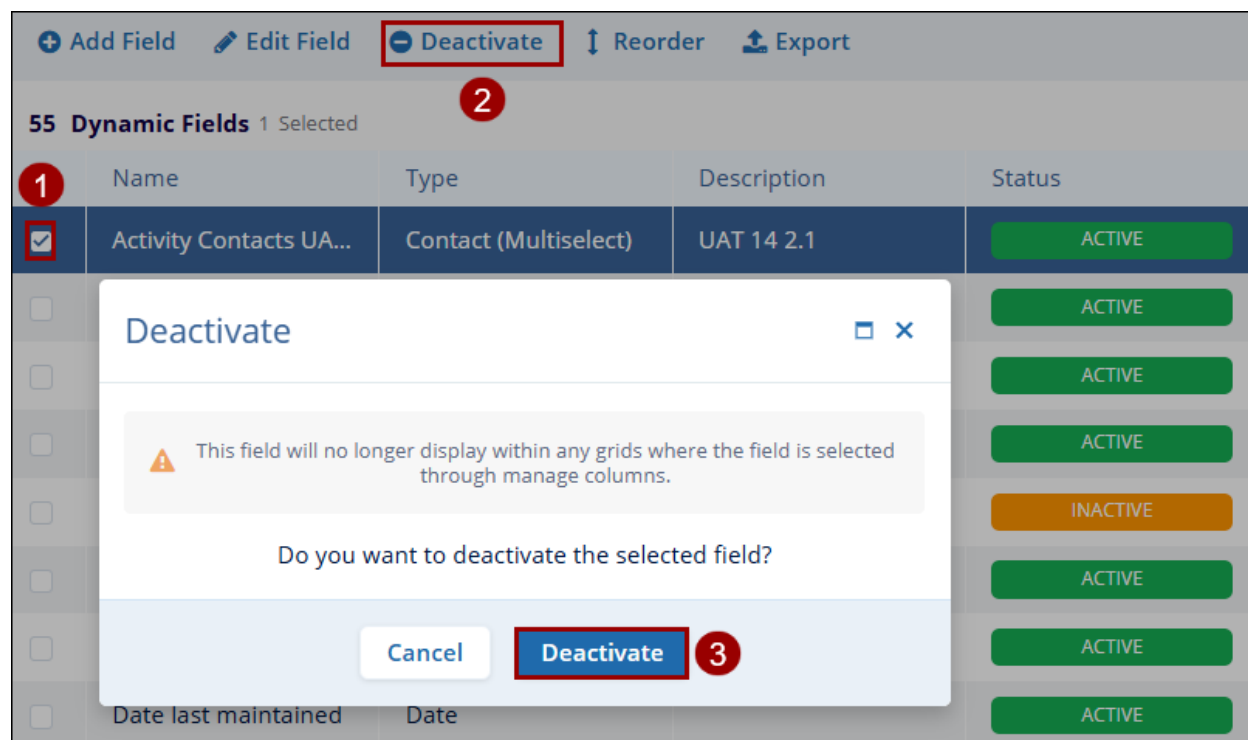 Add Field Edit Field Deactivate Reorder Export
2
55 Dynamic Fields 1 Selected
1 Name Type Description Status
Activity Contacts UA... Contact (Multiselect) UAT 14 2.1 ACTIVE
ACTIVE
Deactivate
ACTIVE
This field will no longer display within any grids where the field is selected
through manage columns.
ACTIVE
INACTIVE
Do you want to deactivate the selected field?
ACTIVE
Cancel Deactivate 3
ACTIVE
Date last maintained Date ACTIVE